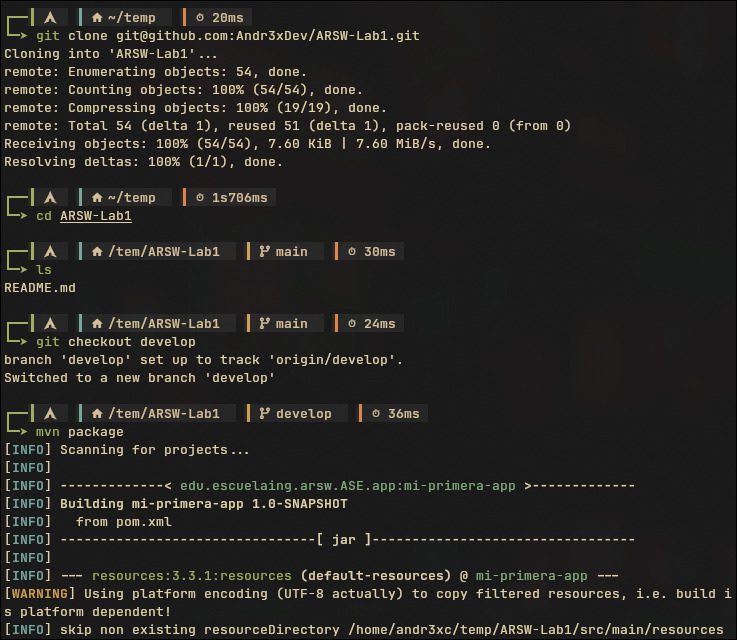 ~/temp 20ms
git clone git@github.com:Andr3xDev/ARSW-Lab1.git
Cloning into 'ARSW-Lab1'...
remote: Enumerating objects: 54, done.
remote: Counting objects: 100% (54/54), done.
remote: Compressing objects: 100% (19/19), done.
remote: Total 54 (delta 1), reused 51 (delta 1), pack-reused 0 (from 0)
Receiving objects: 100% (54/54), 7.60 KiB | 7.60 MiB/s, done.
Resolving deltas: 100% (1/1), done.
~/temp 1s706ms
cd ARSW-Lab1
/tem/ARSW-Lab1 main 30ms
ls
README.md
/tem/ARSW-Lab1 main 24ms
git checkout develop
branch 'develop' set up to track 'origin/develop'.
Switched to a new branch 'develop'
/tem/ARSW-Lab1 develop 36ms
mvn package
[INFO] Scanning for projects...
[INFO]
[INFO] -------------< edu.escuelaing.arsw.ASE.app:mi-primera-app >-------------
[INFO] Building mi-primera-app 1.0-SNAPSHOT
[INFO]   from pom.xml
[INFO] --------------------------------[ jar ]---------------------------------
[INFO]
[INFO] --- resources:3.3.1:resources (default-resources) @ mi-primera-app ---
[WARNING] Using platform encoding (UTF-8 actually) to copy filtered resources, i.e. build i
s platform dependent!
[INFO] skip non existing resourceDirectory /home/andr3xc/temp/ARSW-Lab1/src/main/resources